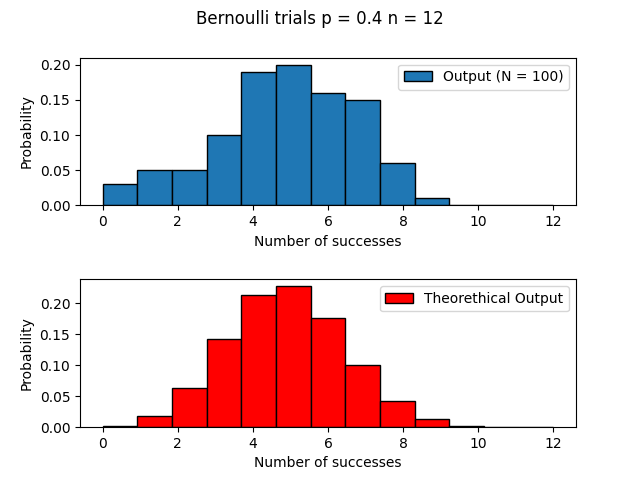 Bernoulli trials p = 0.4 n = 12
Output (N = 100)
0.20
0.15
0.10
0.05
0.00
Probability
0 2 4 6 8 10 12
Number of successes
Theorethical Output
0.20
0.15
0.10
0.05
0.00
Probability
0 2 4 6 8 10 12
Number of successes